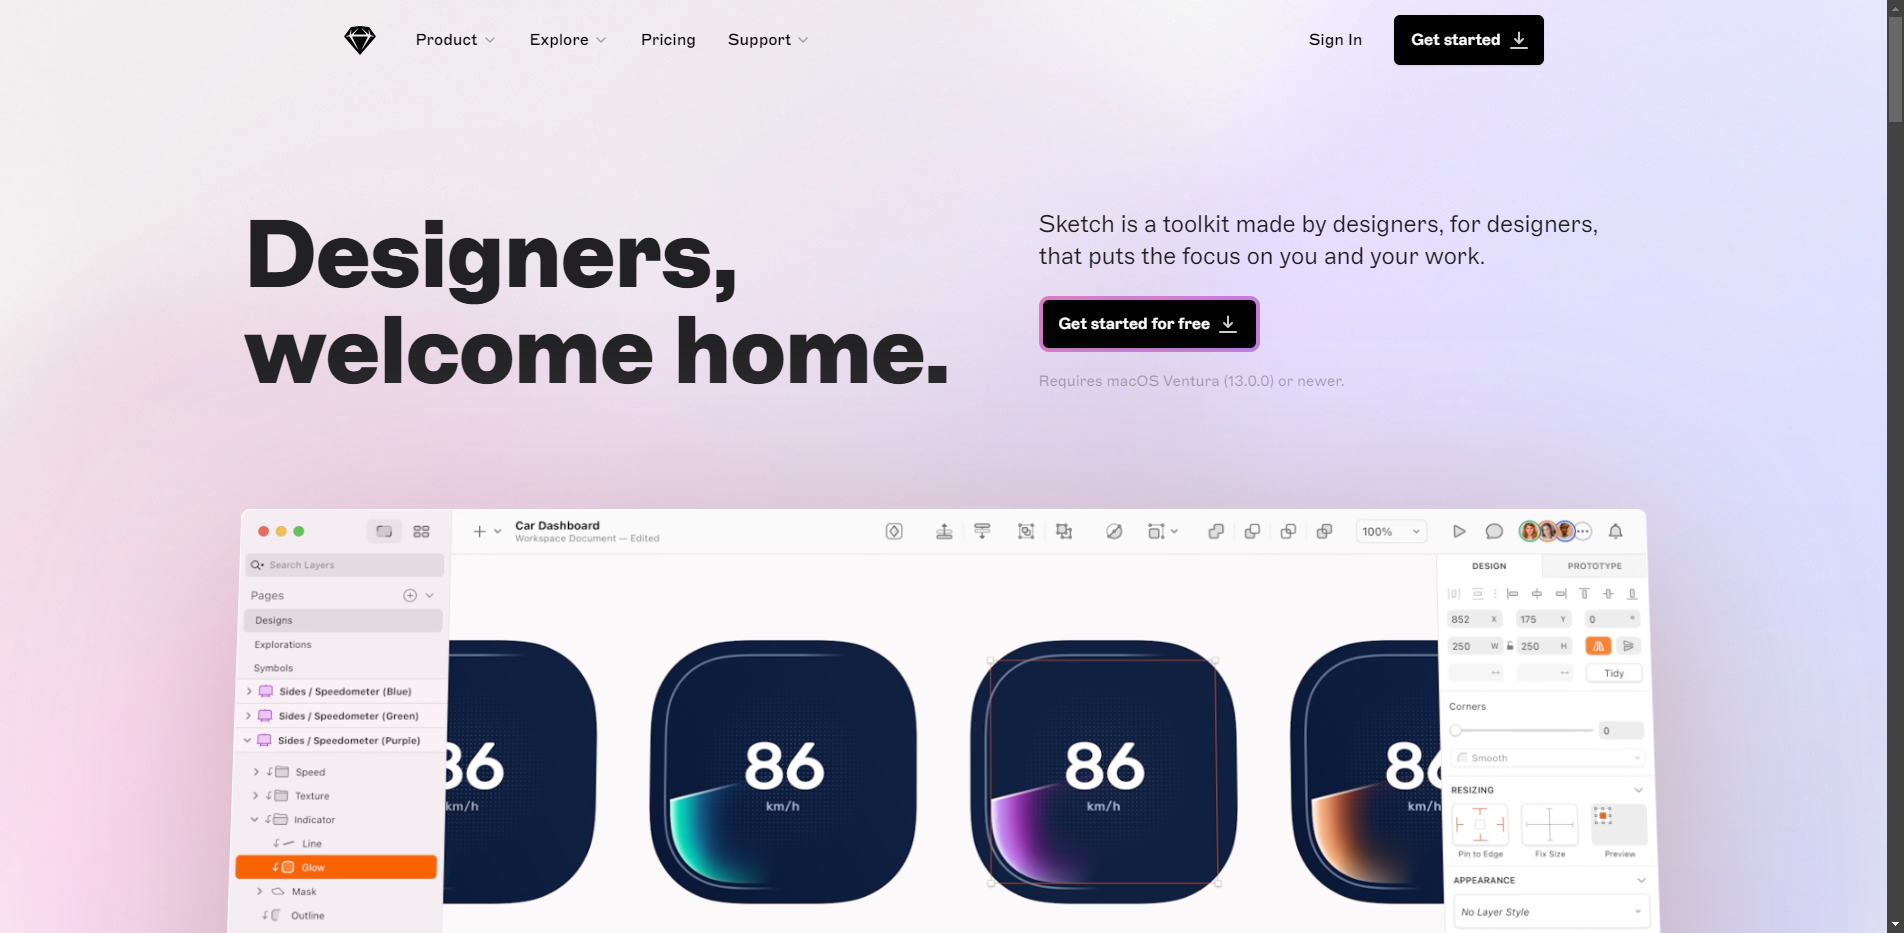 Product
Explore
Pricing
Support
Sign In
Get started
Designers,
welcome home.
Sketch is a toolkit made by designers, for designers,
that puts the focus on you and your work.
Get started for free
Requires macOS Ventura (13.0.0) or newer.
Car Dashboard
Workspace Document — Edited
100%
Search Layers
Pages
Designs
Explorations
Symbols
Sides / Speedometer (Blue)
Sides / Speedometer (Green)
Sides / Speedometer (Purple)
Speed
Texture
Indicator
Line
Glow
Mask
Outline
86
km/h
86
km/h
86
km/h
86
km/h
DESIGN
PROTOTYPE
852 X
175 Y
0 °
250 W
250 H
Tidy
Corners
0
Smooth
RESIZING
Pin to Edge
Fix Size
Preview
APPEARANCE
No Layer Style